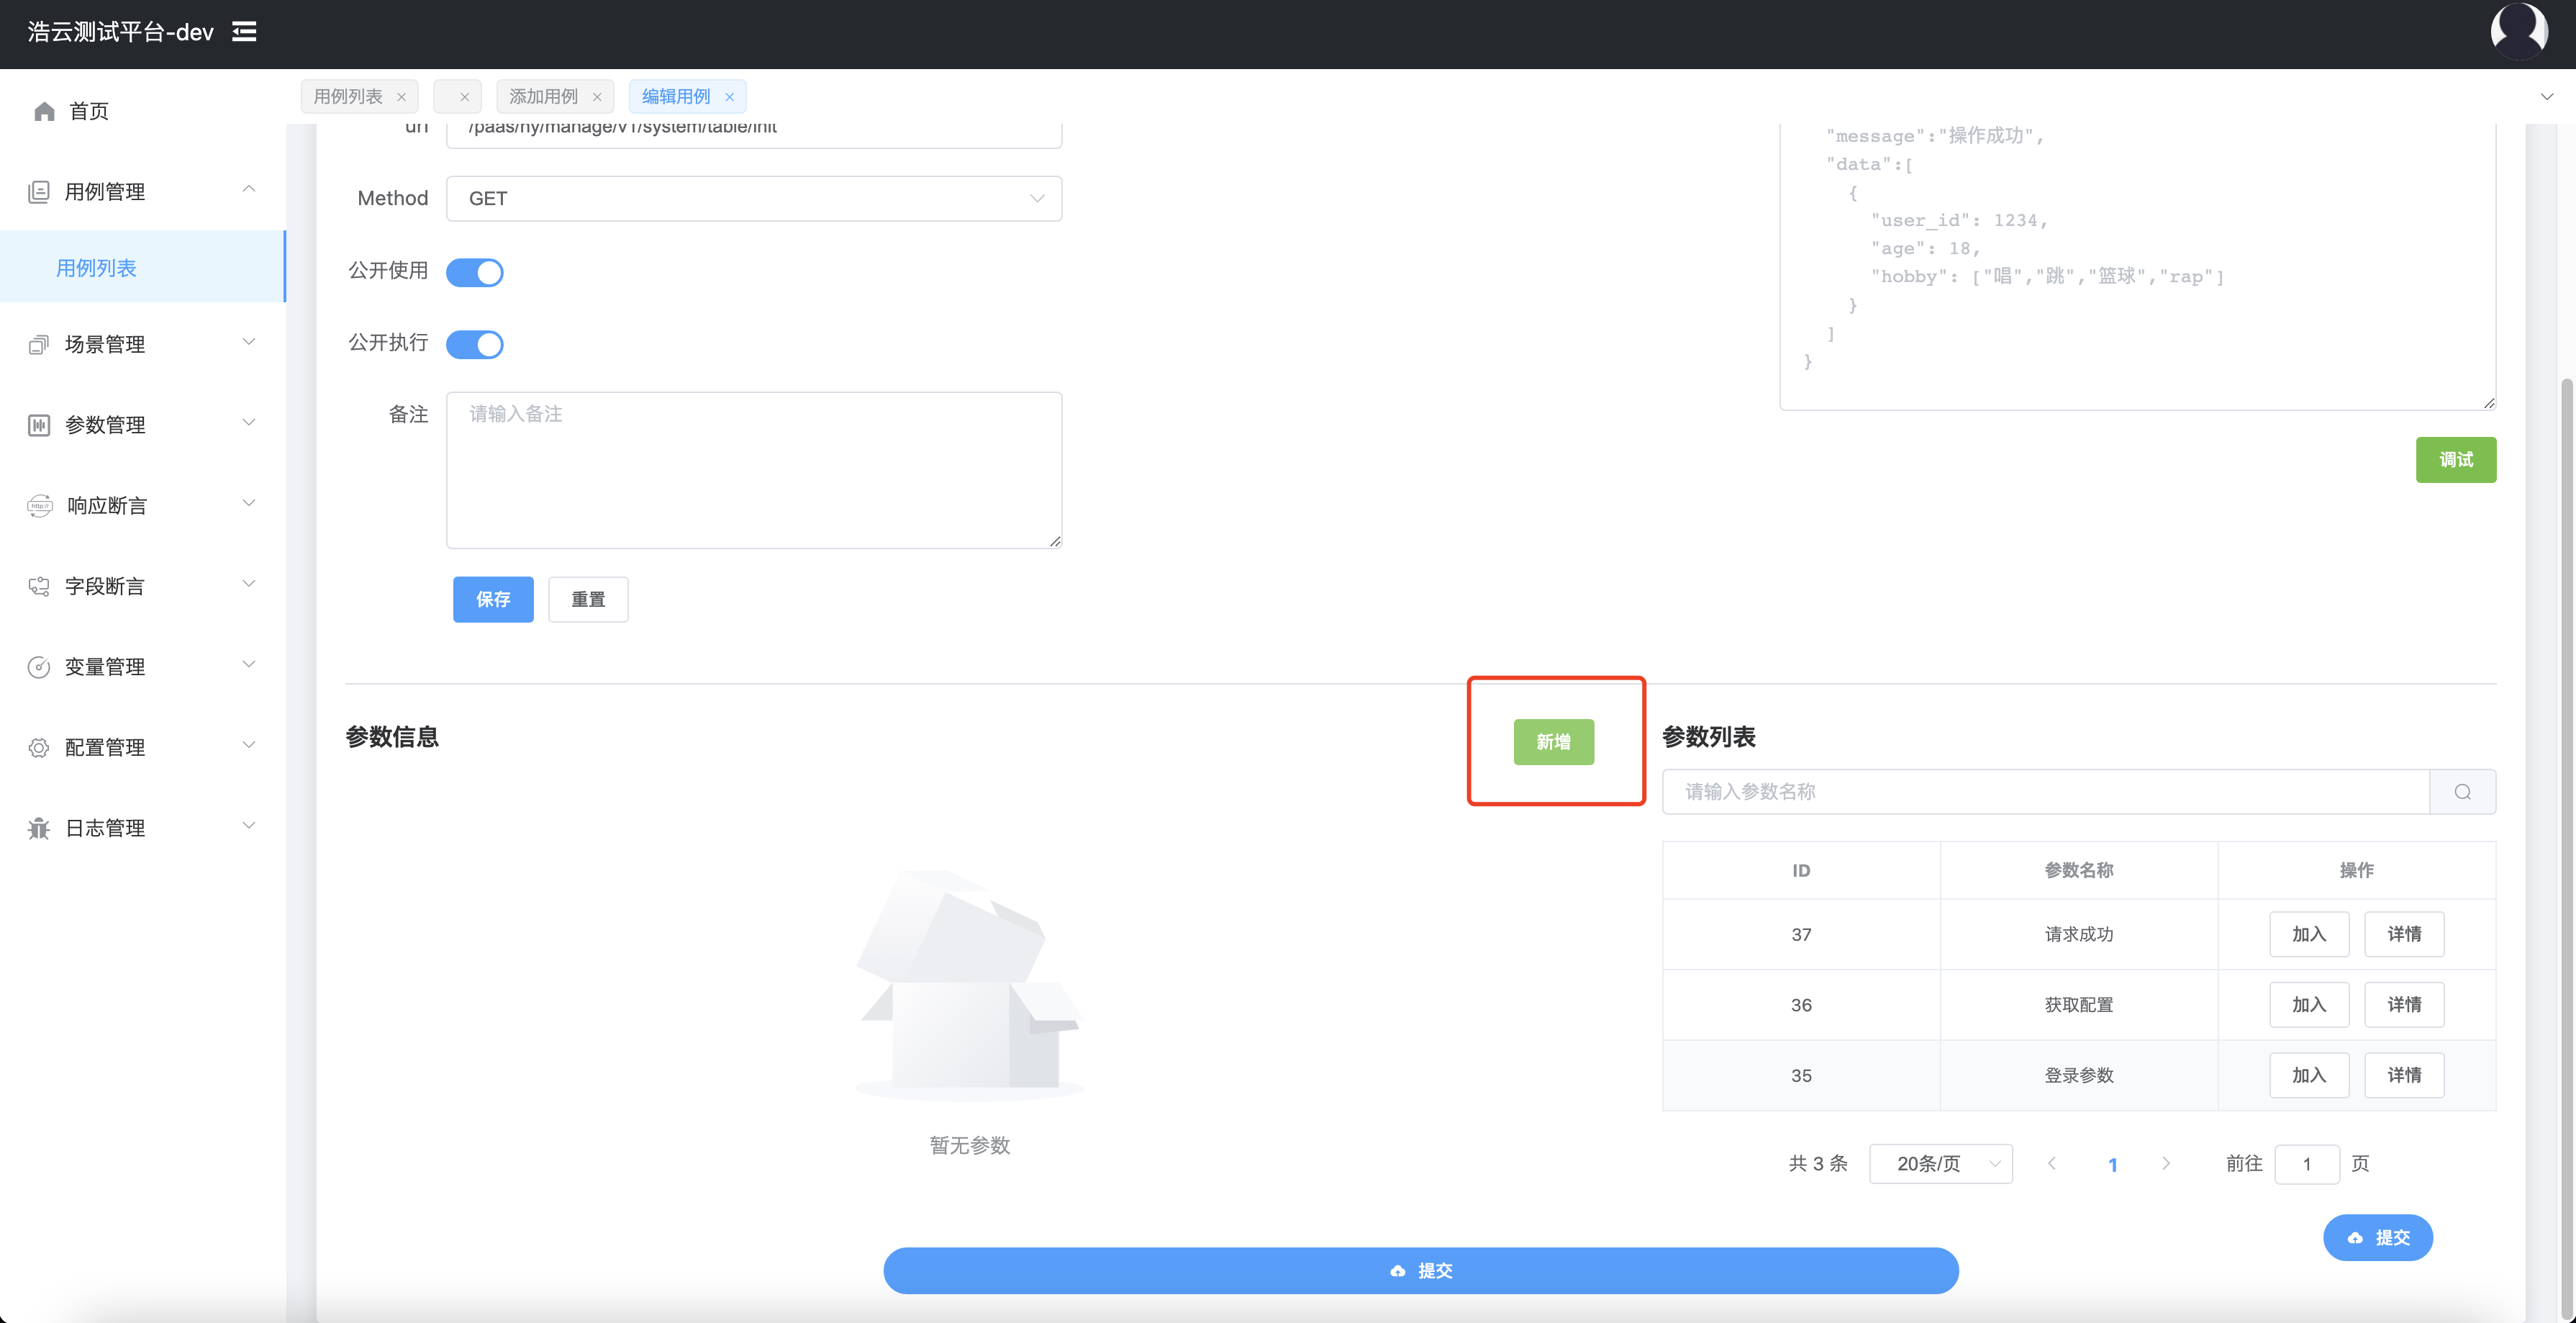 浩云测试平台-dev
首页
用例管理
用例列表
场景管理
参数管理
响应断言
字段断言
变量管理
配置管理
日志管理
用例列表
添加用例
编辑用例
url /paas/hy/manage/v1/system/table/init
Method GET
公开使用
公开执行
备注 请输入备注
保存 重置
"message":"操作成功",
"data":[
{
"user_id": 1234,
"age": 18,
"hobby": ["唱","跳","篮球","rap"]
}
]
}
调试
参数信息
新增
暂无参数
参数列表
请输入参数名称
ID 参数名称 操作
37 请求成功 加入 详情
36 获取配置 加入 详情
35 登录参数 加入 详情
共 3 条 20条/页 1 前往 1 页
提交
提交